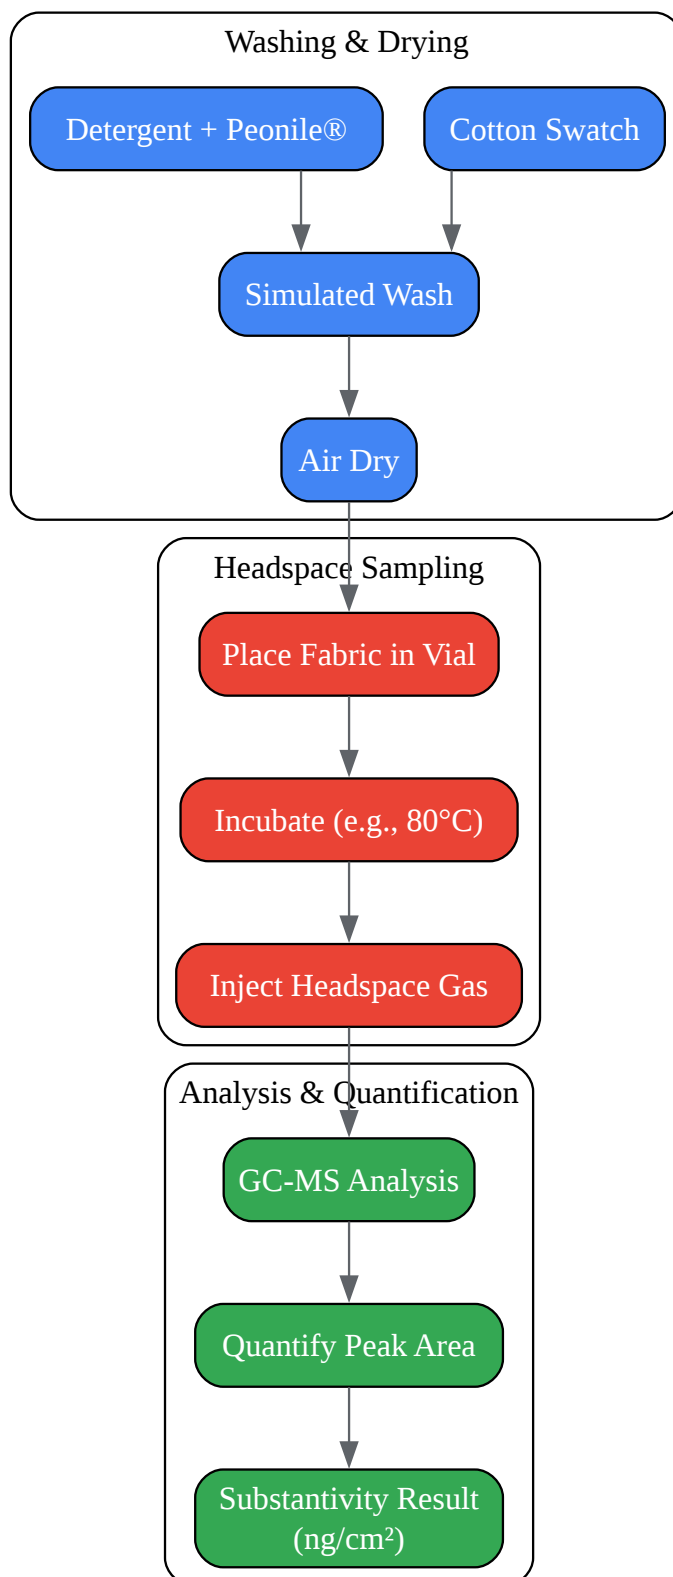 Washing & Drying
Detergent + Peonile®
Cotton Swatch
Simulated Wash
Air Dry
Headspace Sampling
Place Fabric in Vial
Incubate (e.g., 80°C)
Inject Headspace Gas
Analysis & Quantification
GC-MS Analysis
Quantify Peak Area
Substantivity Result
(ng/cm²)